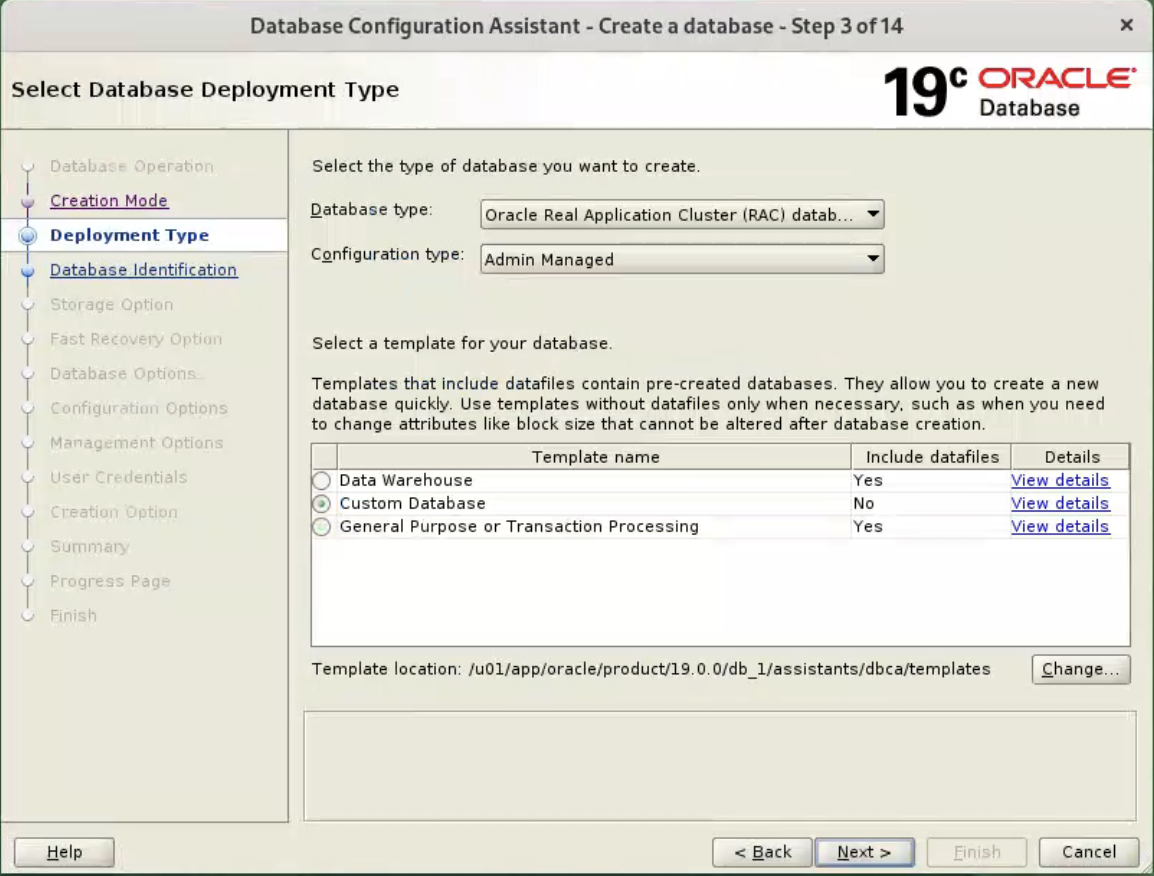 Database Configuration Assistant - Create a database - Step 3 of 14
×
Select Database Deployment Type
19c ORACLE
Database
Database Operation
Creation Mode
Deployment Type
Database Identification
Storage Option
Fast Recovery Option
Database Options
Configuration Options
Management Options
User Credentials
Creation Option
Summary
Progress Page
Finish
Select the type of database you want to create.
Database type: Oracle Real Application Cluster (RAC) datab...
Configuration type: Admin Managed
Select a template for your database.
Templates that include datafiles contain pre-created databases. They allow you to create a new
database quickly. Use templates without datafiles only when necessary, such as when you need
to change attributes like block size that cannot be altered after database creation.
Template name Include datafiles Details
Data Warehouse Yes View details
Custom Database No View details
General Purpose or Transaction Processing Yes View details
Template location: /u01/app/oracle/product/19.0.0/db_1/assistants/dbca/templates Change...
Help < Back Next > Finish Cancel